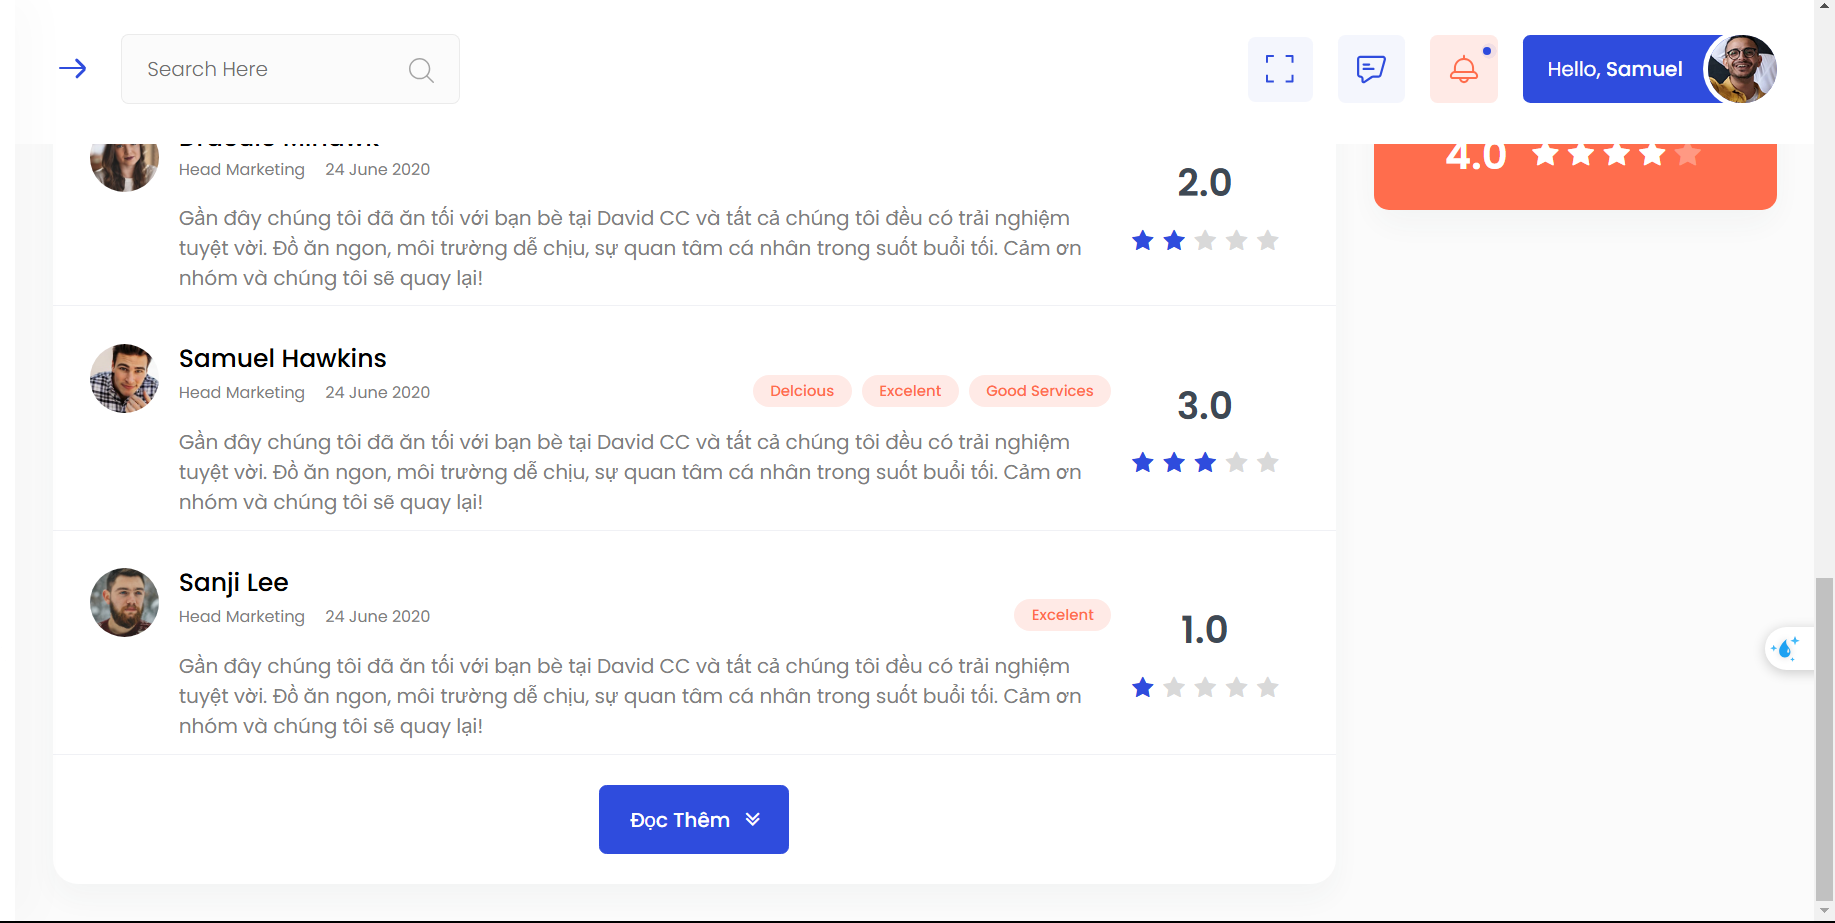 Search Here
Hello, Samuel
Head Marketing 24 June 2020
2.0
4.0
Gần đây chúng tôi đã ăn tối với bạn bè tại David CC và tất cả chúng tôi đều có trải nghiệm
tuyệt vời. Đồ ăn ngon, môi trường dễ chịu, sự quan tâm cá nhân trong suốt buổi tối. Cảm ơn
nhóm và chúng tôi sẽ quay lại!
Samuel Hawkins
Head Marketing 24 June 2020
Delcious Excelent Good Services
3.0
Gần đây chúng tôi đã ăn tối với bạn bè tại David CC và tất cả chúng tôi đều có trải nghiệm
tuyệt vời. Đồ ăn ngon, môi trường dễ chịu, sự quan tâm cá nhân trong suốt buổi tối. Cảm ơn
nhóm và chúng tôi sẽ quay lại!
Sanji Lee
Head Marketing 24 June 2020
Excelent
1.0
Gần đây chúng tôi đã ăn tối với bạn bè tại David CC và tất cả chúng tôi đều có trải nghiệm
tuyệt vời. Đồ ăn ngon, môi trường dễ chịu, sự quan tâm cá nhân trong suốt buổi tối. Cảm ơn
nhóm và chúng tôi sẽ quay lại!
Đọc Thêm